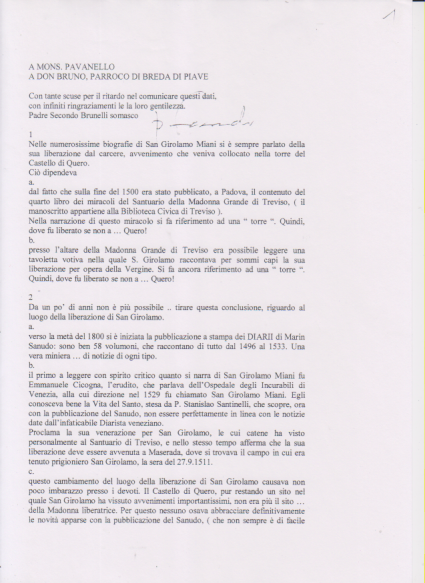 1
A MONS. PAVANELLO
A DON BRUNO, PARROCO DI BREDA DI PIAVE
Con tante scuse per il ritardo nel comunicare questi dati,
con infiniti ringraziamenti le la loro gentilezza.
Padre Secondo Brunelli somasco
1
Nelle numerosissime biografie di San Girolamo Miani si è sempre parlato della
sua liberazione dal carcere, avvenimento che veniva collocato nella torre del
Castello di Quero.
Ciò dipendeva
a.
dal fatto che sulla fine del 1500 era stato pubblicato, a Padova, il contenuto del
quarto libro dei miracoli del Santuario della Madonna Grande di Treviso, ( il
manoscritto appartiene alla Biblioteca Civica di Treviso ).
Nella narrazione di questo miracolo si fa riferimento ad una “ torre “. Quindi,
dove fu liberato se non a … Quero!
b.
presso l'altare della Madonna Grande di Treviso era possibile leggere una
tavoletta votiva nella quale S. Girolamo raccontava per sommi capi la sua
liberazione per opera della Vergine. Si fa ancora riferimento ad una “ torre “.
Quindi, dove fu liberato se non a … Quero!
2
Da un po' di anni non è più possibile .. tirare questa conclusione, riguardo al
luogo della liberazione di San Girolamo.
a.
verso la metà del 1800 si è iniziata la pubblicazione a stampa dei DIARII di Marin
Sanudo: sono ben 58 volumoni, che raccontano di tutto dal 1496 al 1533. Una
vera miniera … di notizie di ogni tipo.
b.
il primo a leggere con spirito critico quanto si narra di San Girolamo Miani fu
Emmanuele Cicogna, l'erudito, che parlava dell'Ospedale degli Incurabili di
Venezia, alla cui direzione nel 1529 fu chiamato San Girolamo Miani. Egli
conosceva bene la Vita del Santo, stesa da P. Stanislao Santinelli, che scopre, ora
con la pubblicazione del Sanudo, non essere perfettamente in linea con le notizie
date dall'infaticabile Diarista veneziano.
Proclama la sua venerazione per San Girolamo, le cui catene ha visto
personalmente al Santuario di Treviso, e nello stesso tempo afferma che la sua
liberazione deve essere avvenuta a Maserada, dove si trovava il campo in cui era
tenuto prigioniero San Girolamo, la sera del 27.9.1511.
c.
questo cambiamento del luogo della liberazione di San Girolamo causava non
poco imbarazzo presso i devoti. Il Castello di Quero, pur restando un sito nel
quale San Girolamo ha vissuto avvenimenti importantissimi, non era più il sito …
della Madonna liberatrice. Per questo nessuno osava abbracciare definitivamente
le novità apparse con la pubblicazione del Sanudo, ( che non sempre è di facile